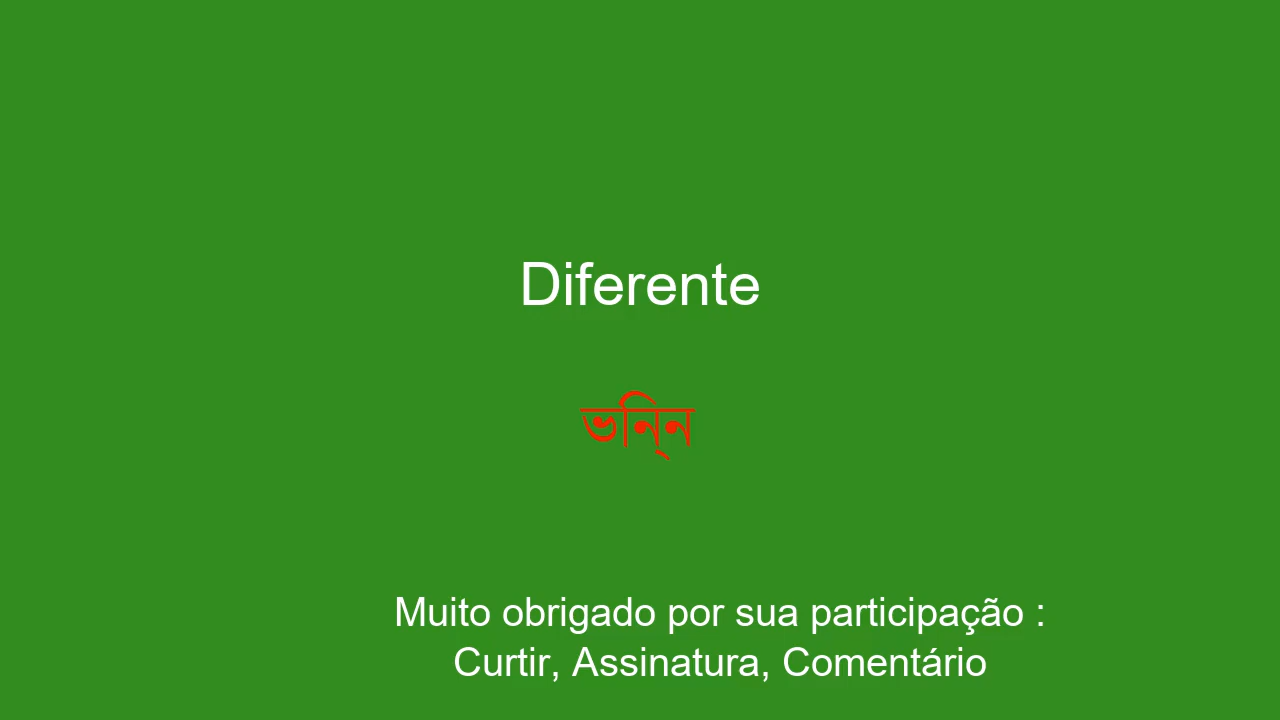 Diferente
ভিন্ন
Muito obrigado por sua participação :
Curtir, Assinatura, Comentário